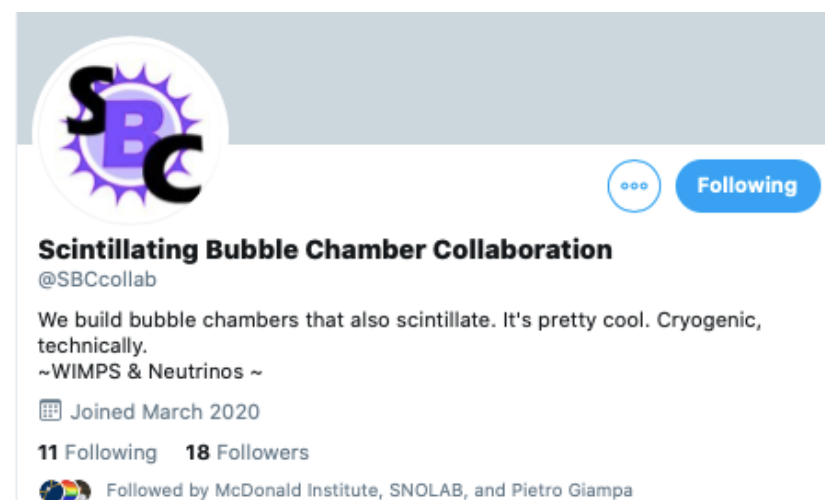 SBC
Following
Scintillating Bubble Chamber Collaboration
@SBCcollab
We build bubble chambers that also scintillate. It's pretty cool. Cryogenic,
technically.
~WIMPS & Neutrinos ~
Joined March 2020
11 Following 18 Followers
Followed by McDonald Institute, SNOLAB, and Pietro Giampa